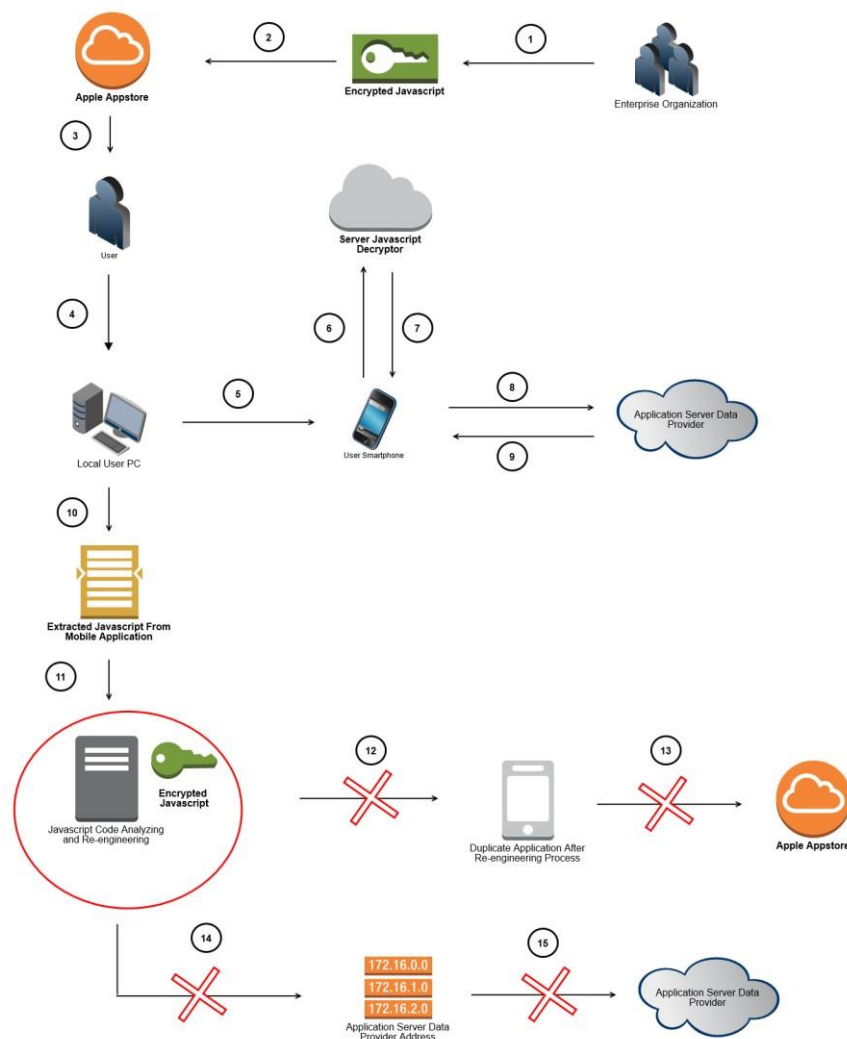 2
1
Apple Appstore
Encrypted Javascript
Enterprise Organization
3
User
Server Javascript
Decryptor
4
6
7
5
8
Application Server Data
Provider
9
Local User PC
User Smartphone
10
Extracted Javascript From
Mobile Application
11
12
13
Encrypted
Javascript
Javascript Code Analyzing
and Re-engineering
Duplicate Application After
Re-engineering Process
Apple Appstore
14
15
172.16.0.0
172.16.1.0
172.16.2.0
Application Server Data
Provider Address
Application Server Data
Provider